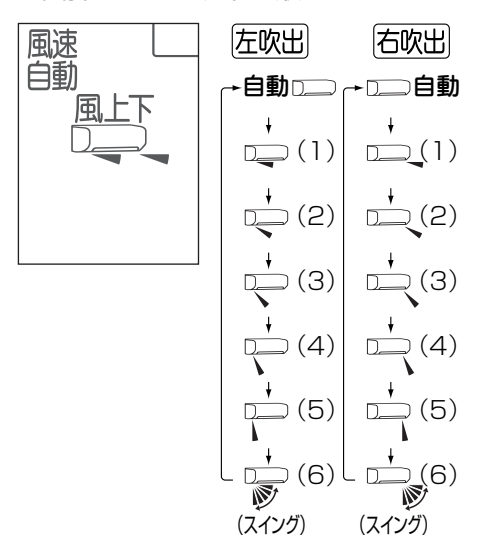 風速
自動
風上下
左吹出
自動
(1)
(2)
(3)
(4)
(5)
(6)
(スイング)
右吹出
自動
(1)
(2)
(3)
(4)
(5)
(6)
(スイング)